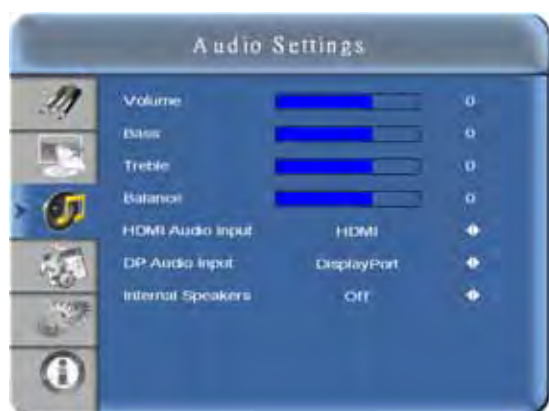 Audio Settings
Volume 0
Bass 0
Treble 0
Balance 0
HDMI Audio Input HDMI
DP Audio Input DisplayPort
Internal Speakers Off